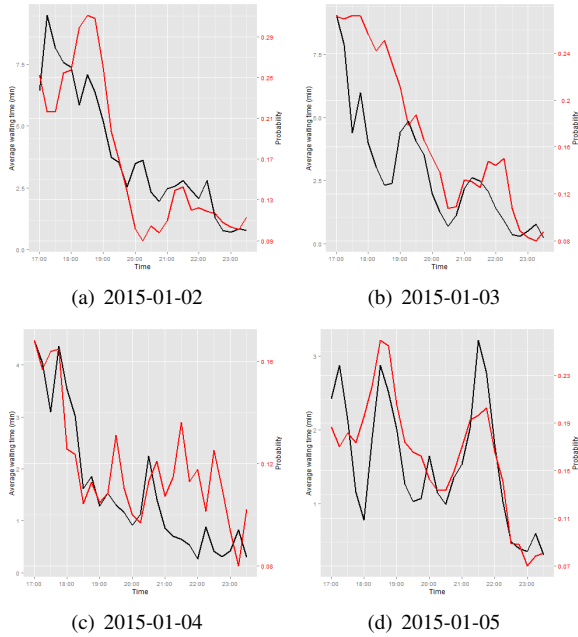 7.5
5.0
2.5
0.0
Average waiting time (min)
0.29
0.25
0.21
0.17
0.13
0.09
Probability
17:00 18:00 19:00 20:00 21:00 22:00 23:00
Time
(a) 2015-01-02
7.5
5.0
2.5
0.0
Average waiting time (min)
0.24
0.2
0.16
0.12
0.08
Probability
17:00 18:00 19:00 20:00 21:00 22:00 23:00
Time
(b) 2015-01-03
4
3
2
1
0
Average waiting time (min)
0.16
0.12
0.08
Probability
17:00 18:00 19:00 20:00 21:00 22:00 23:00
Time
(c) 2015-01-04
3
2
1
Average waiting time (min)
0.23
0.19
0.15
0.11
0.07
Probability
17:00 18:00 19:00 20:00 21:00 22:00 23:00
Time
(d) 2015-01-05